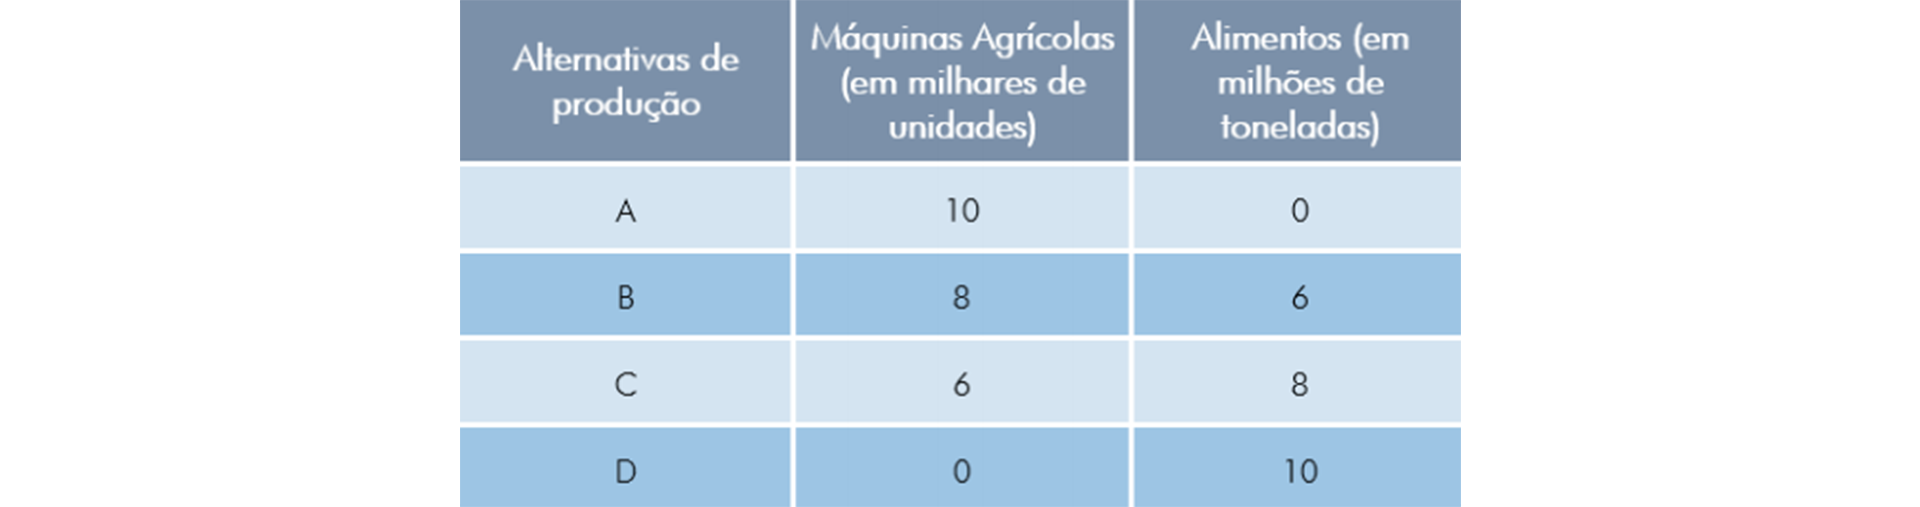 Alternativas de
produção
Máquinas Agrícolas
(em milhares de
unidades)
Alimentos (em
milhões de
toneladas)
A 10 0
B 8 6
C 6 8
D 0 10